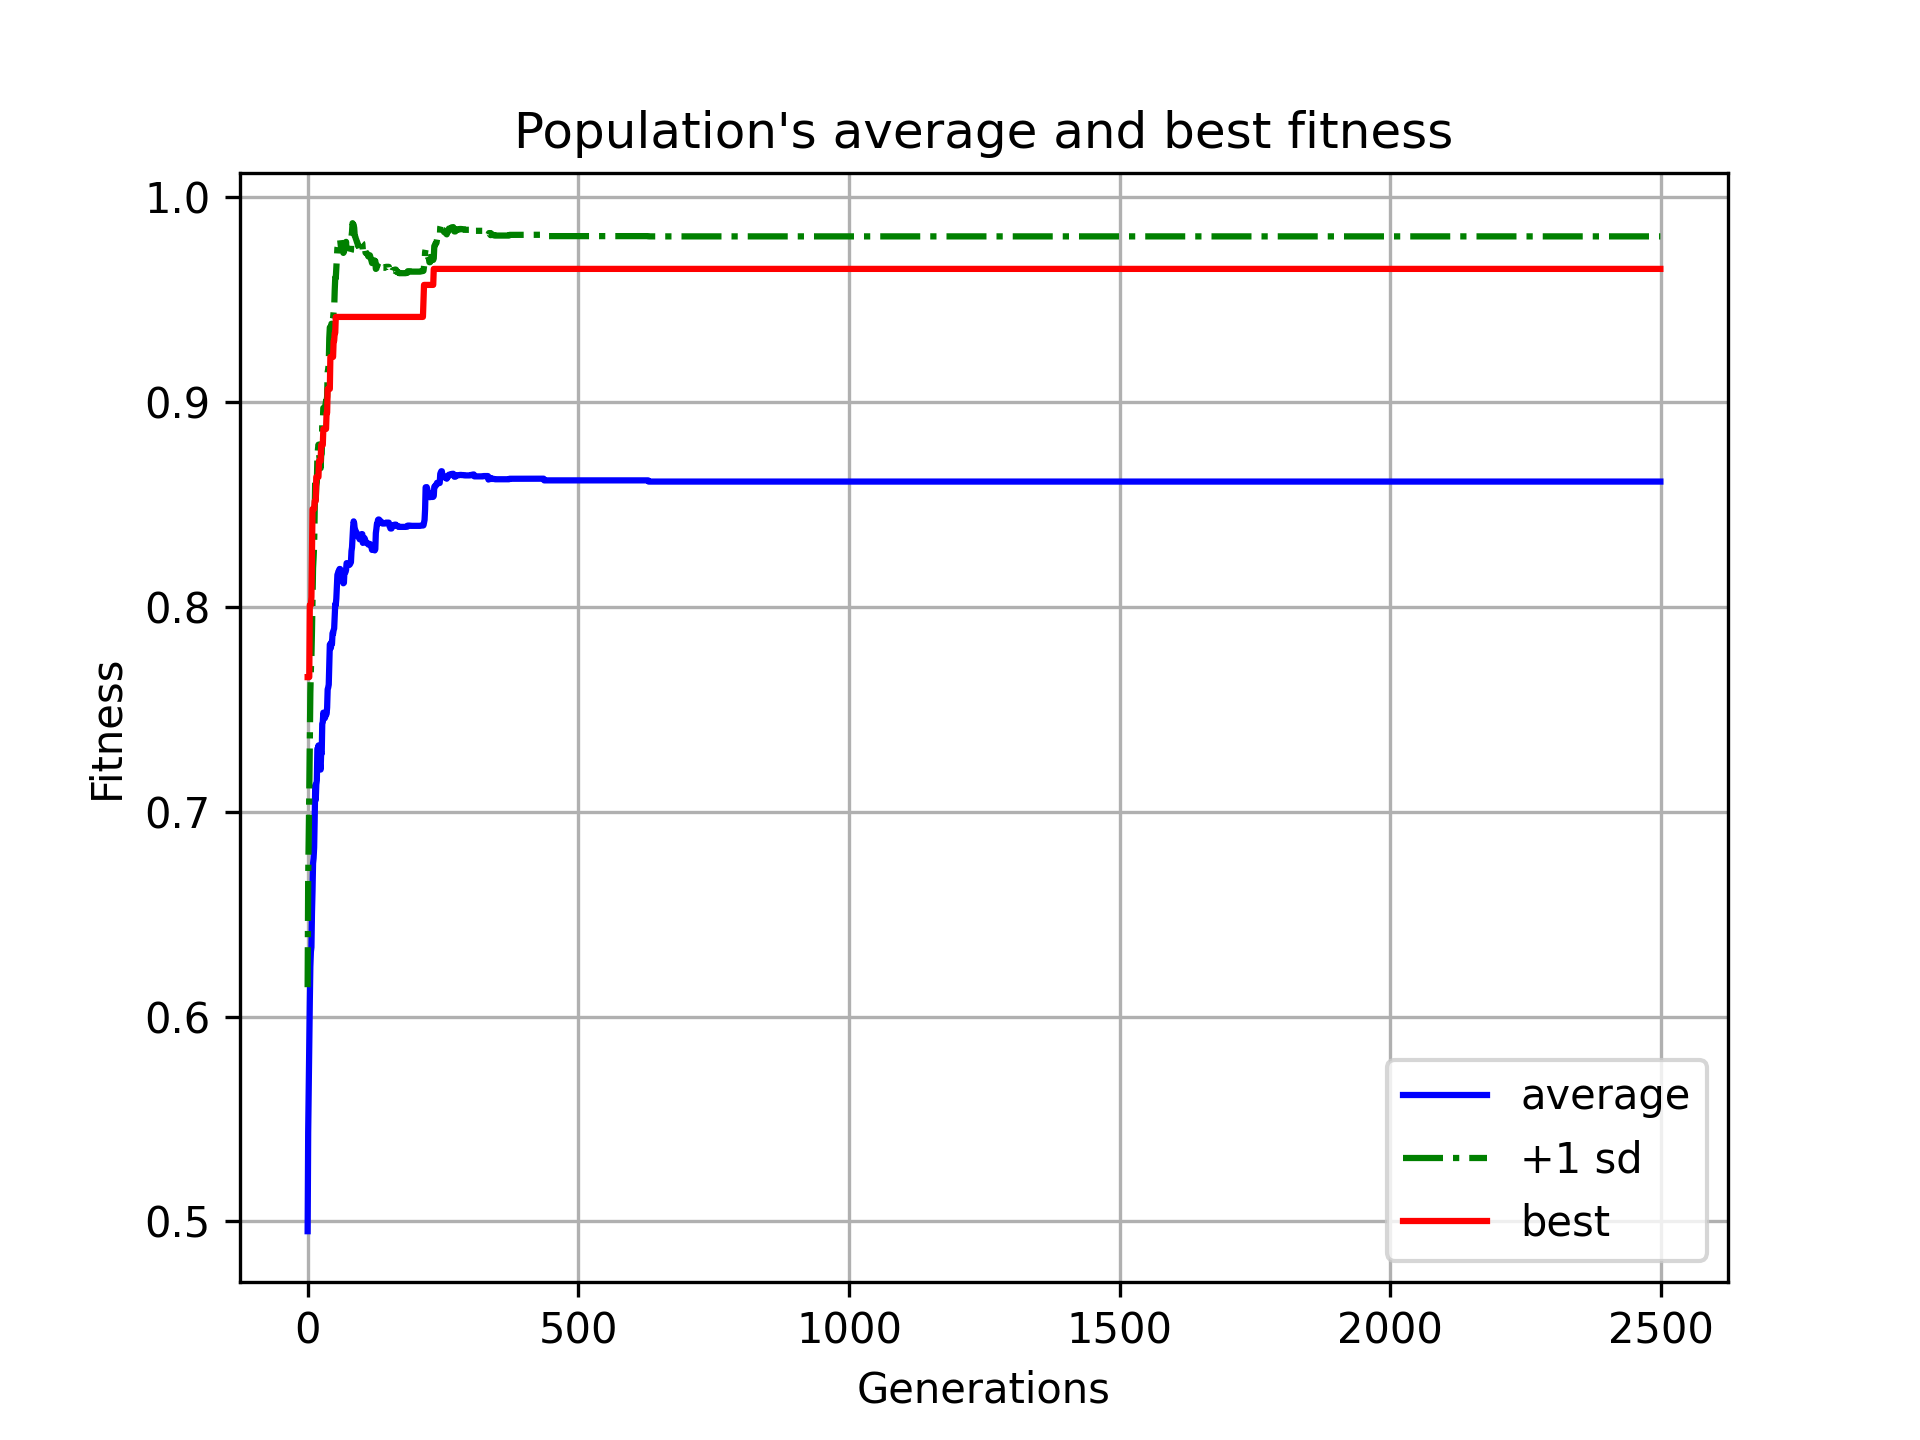 Population's average and best fitness
1.0
0.9
0.8
0.7
0.6
0.5
Fitness
0 500 1000 1500 2000 2500
Generations
average
+1 sd
best